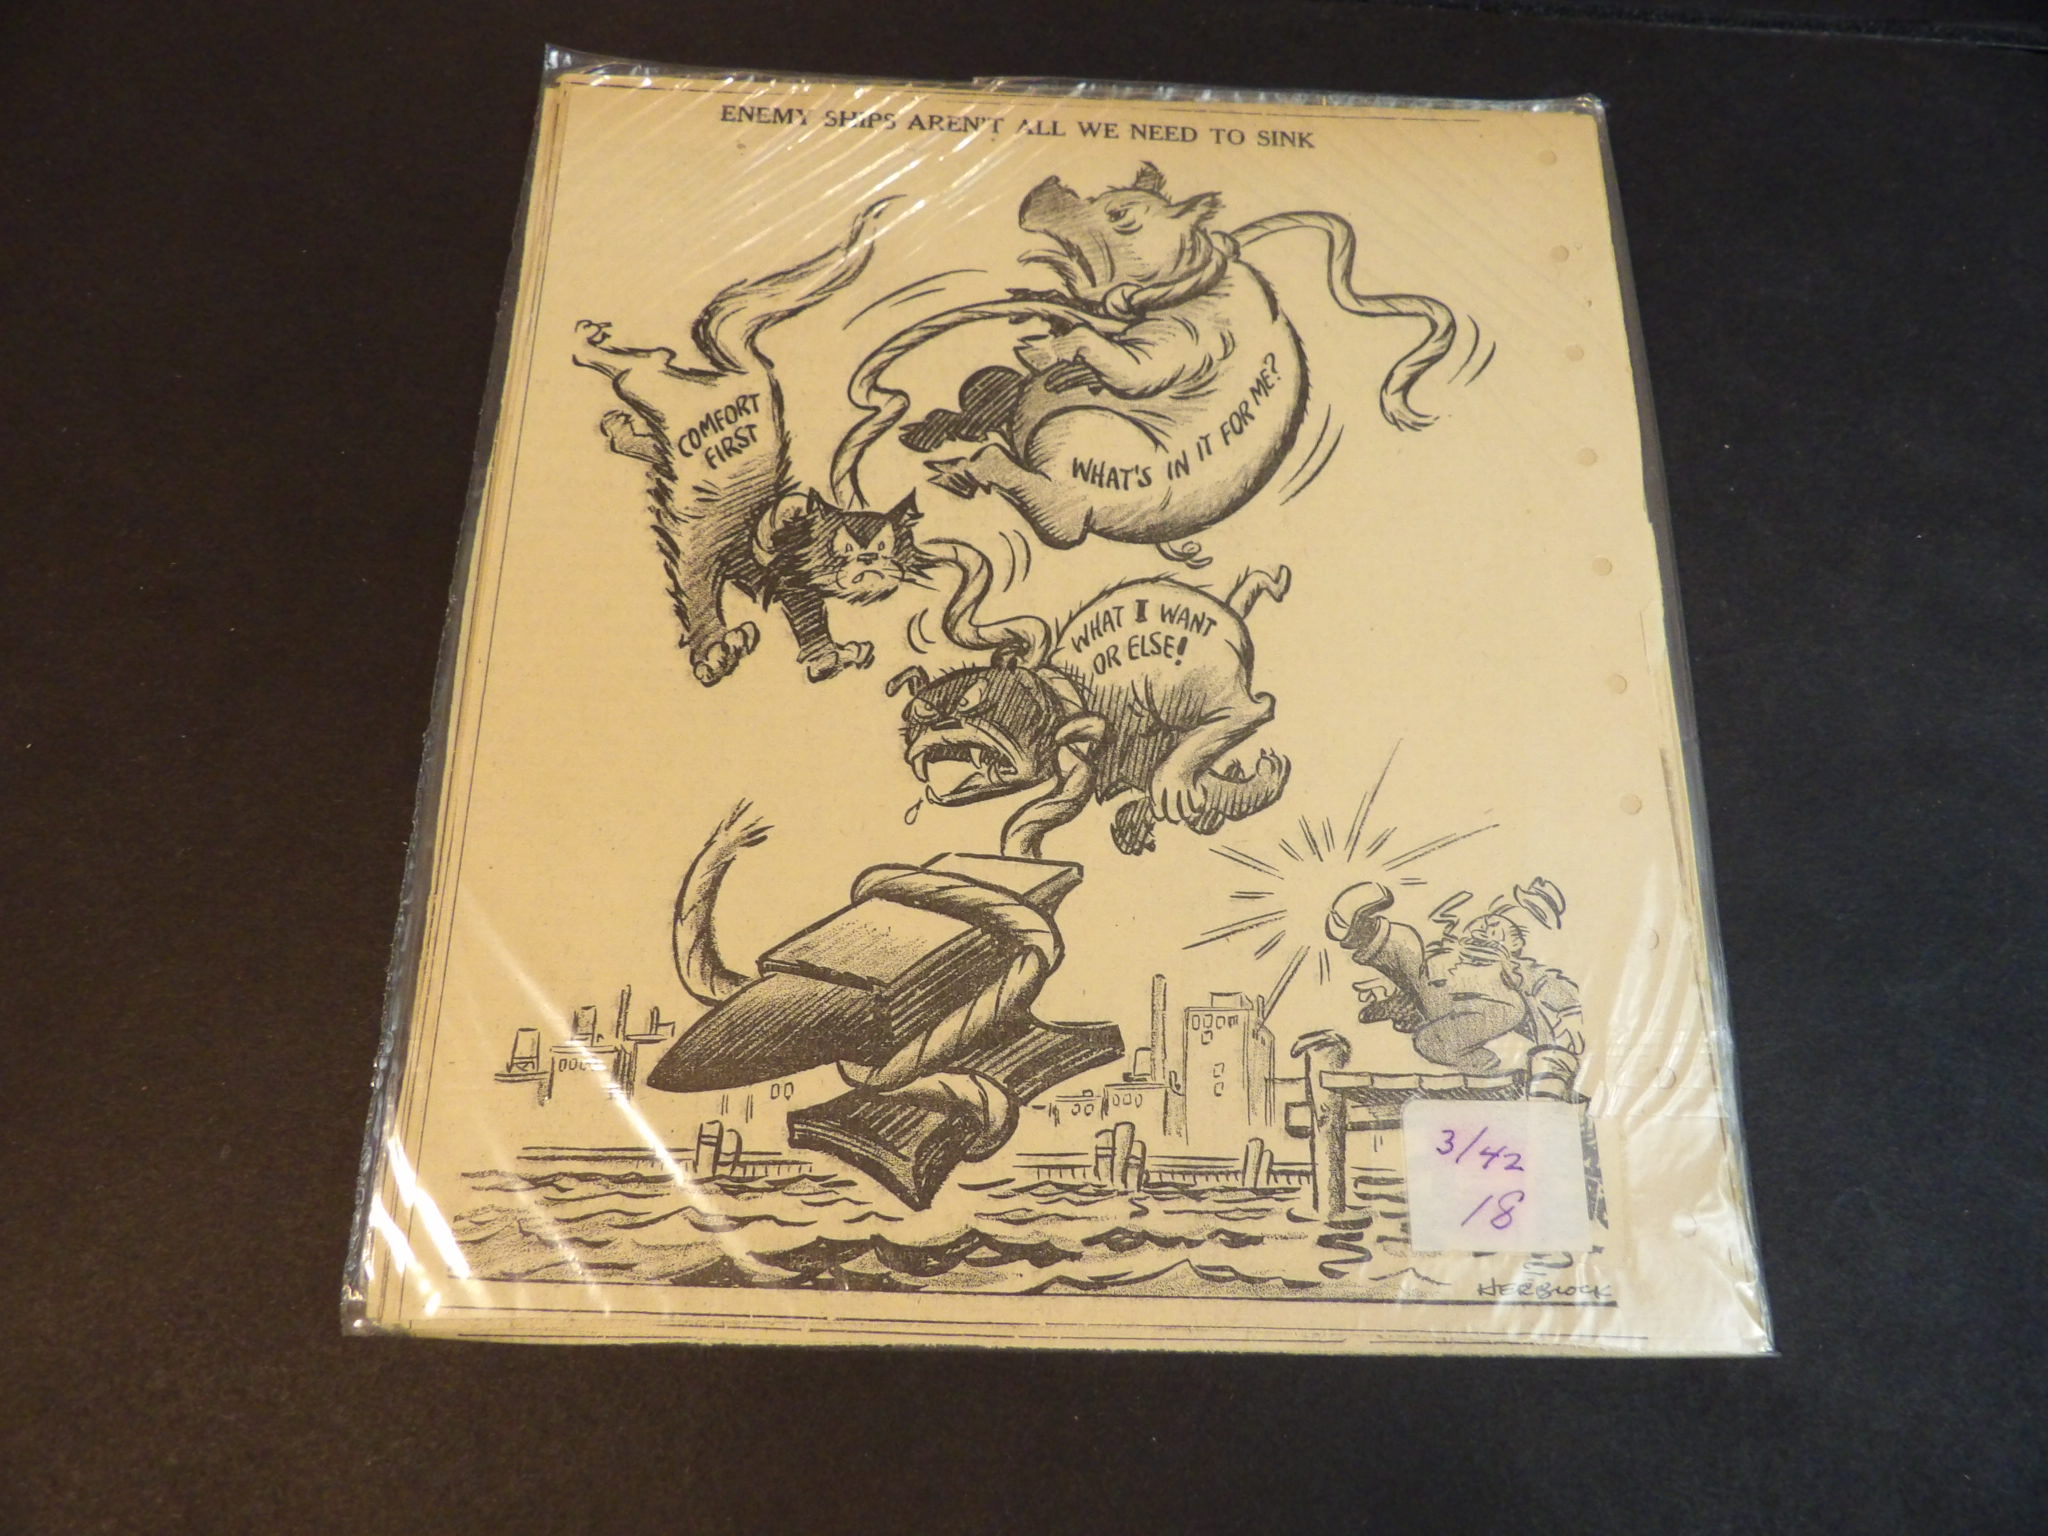 ENEMY SHIPS AREN'T ALL WE NEED TO SINK
COMFORT
FIRST
WHAT'S IN IT FOR ME?
WHAT I WANT
OR ELSE!
3/42
18
HERBLOCK